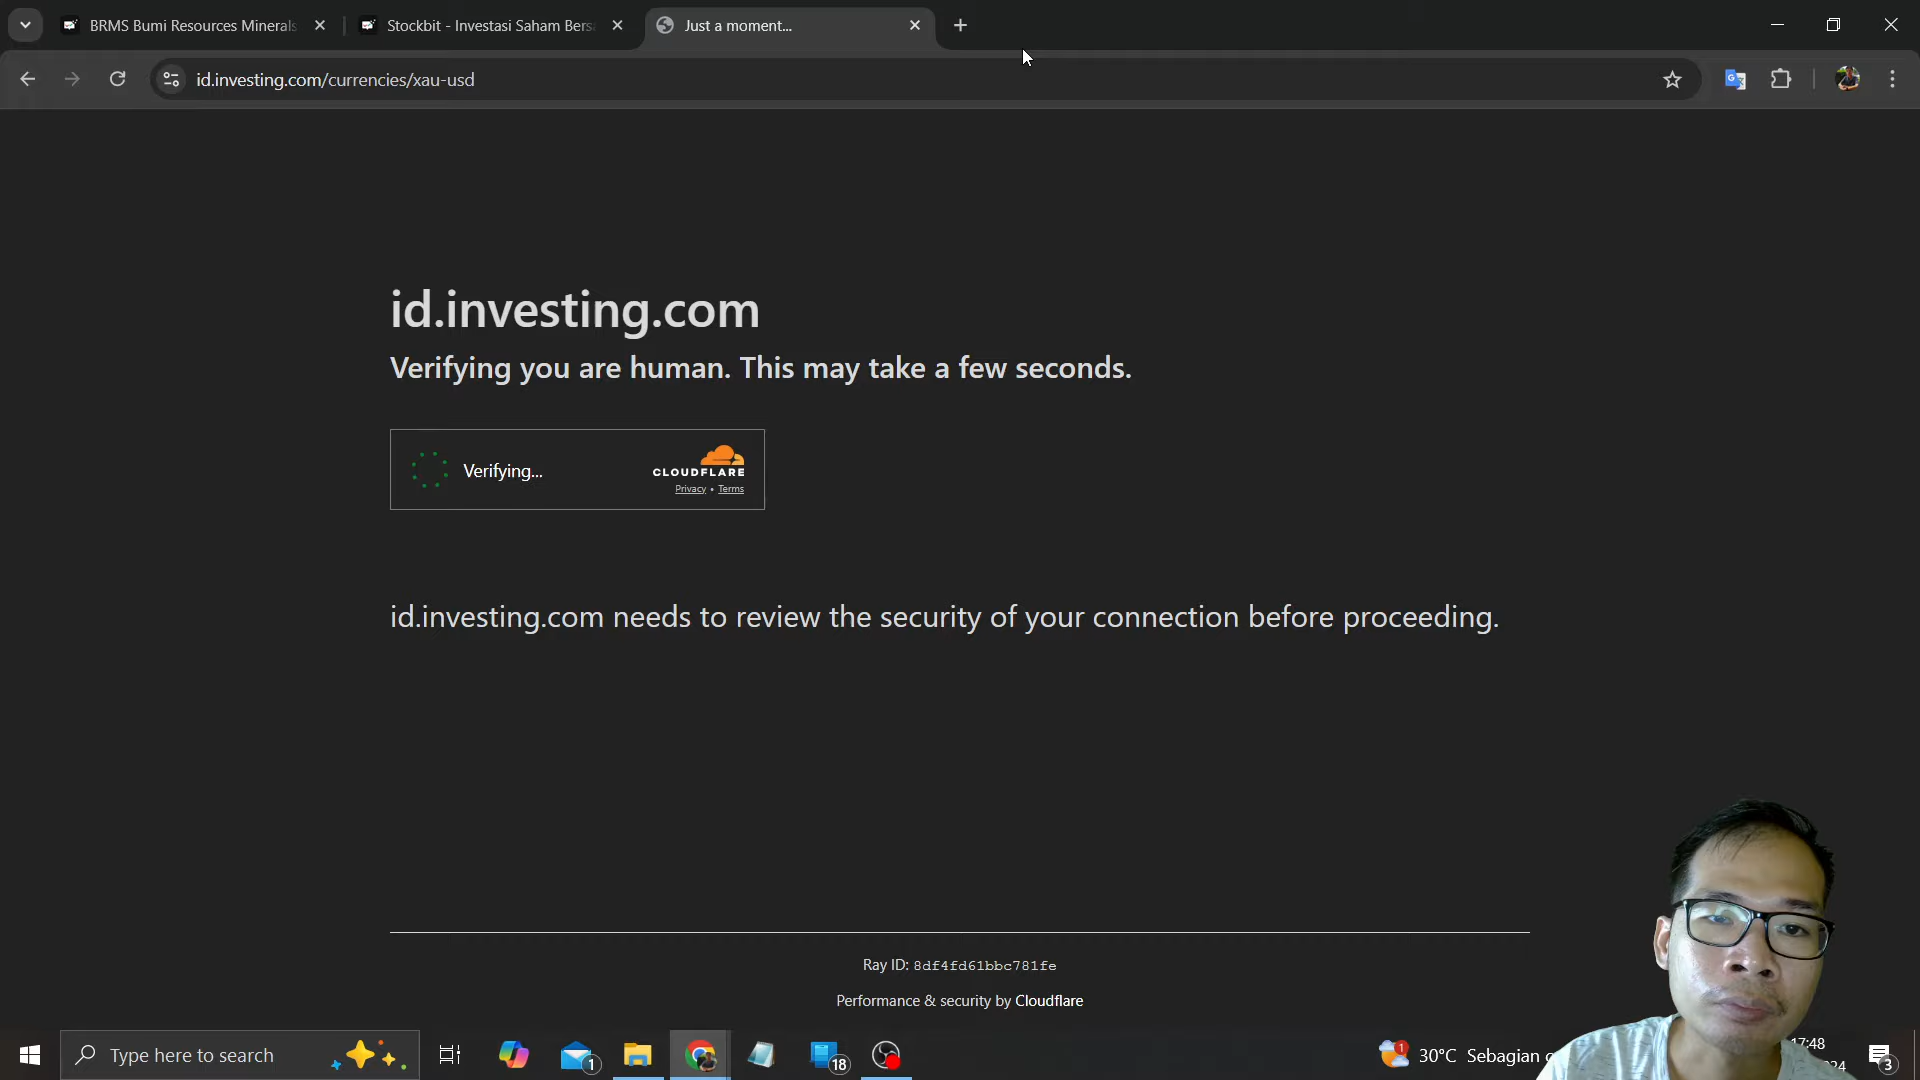 BRMS Bumi Resources Minerals
Stockbit - Investasi Saham Bersa
Just a moment...
id.investing.com/currencies/xau-usd
id.investing.com
Verifying you are human. This may take a few seconds.
Verifying...
CLOUDFLARE
Privacy • Terms
id.investing.com needs to review the security of your connection before proceeding.
Ray ID: 8df4fd61bbc781fe
Performance & security by Cloudflare
Type here to search
1
18
1
30°C Sebagian
17:48
3